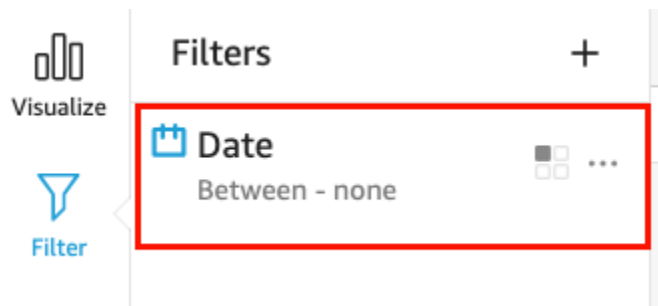 Filters +
Visualize
Date
Between - none
Filter